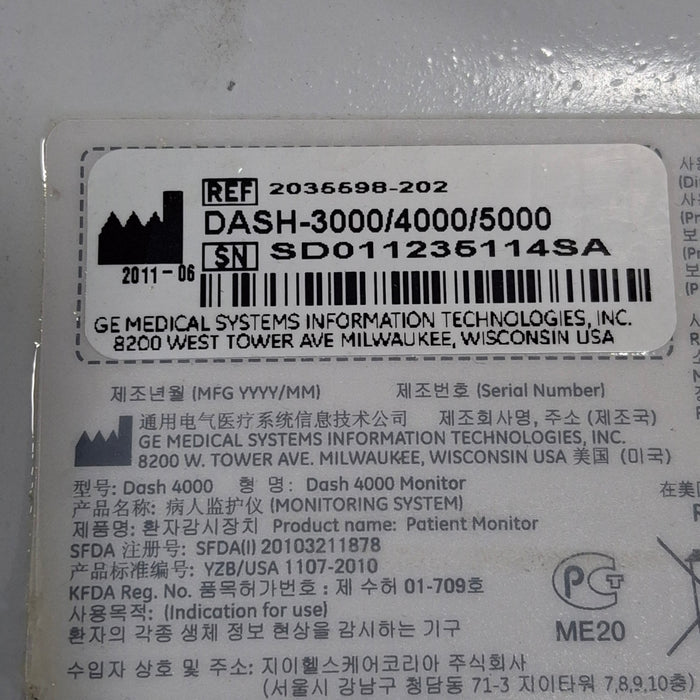 REF 2035598-202
DASH-3000/4000/5000
SN SD011235114SA
2011-06
GE MEDICAL SYSTEMS INFORMATION TECHNOLOGIES, INC.
8200 WEST TOWER AVE MILWAUKEE, WISCONSIN USA
제조년월 (MFG YYYY/MM) 제조번호 (Serial Number)
通用电气医疗系统信息技术公司 제조회사명, 주소 (제조국)
GE MEDICAL SYSTEMS INFORMATION TECHNOLOGIES, INC.
8200 W. TOWER AVE. MILWAUKEE, WISCONSIN USA 美国 (미국)
型号: Dash 4000 형 명: Dash 4000 Monitor
产品名称: 病人监护仪 (MONITORING SYSTEM)
제품명: 환자감시장치 Product name: Patient Monitor
SFDA 注册号: SFDA(I) 20103211878
产品标准编号: YZB/USA 1107-2010
KFDA Reg. No. 품목허가번호 : 제 수허 01-709호
사용목적: (Indication for use)
환자의 각종 생체 정보 현상을 감시하는 기구
수입자 상호 및 주소: 지이헬스케어코리아 주식회사
(서울시 강남구 청담동 71-3 지이타워 7,8,9,10층)
PCT
ME20
在美国